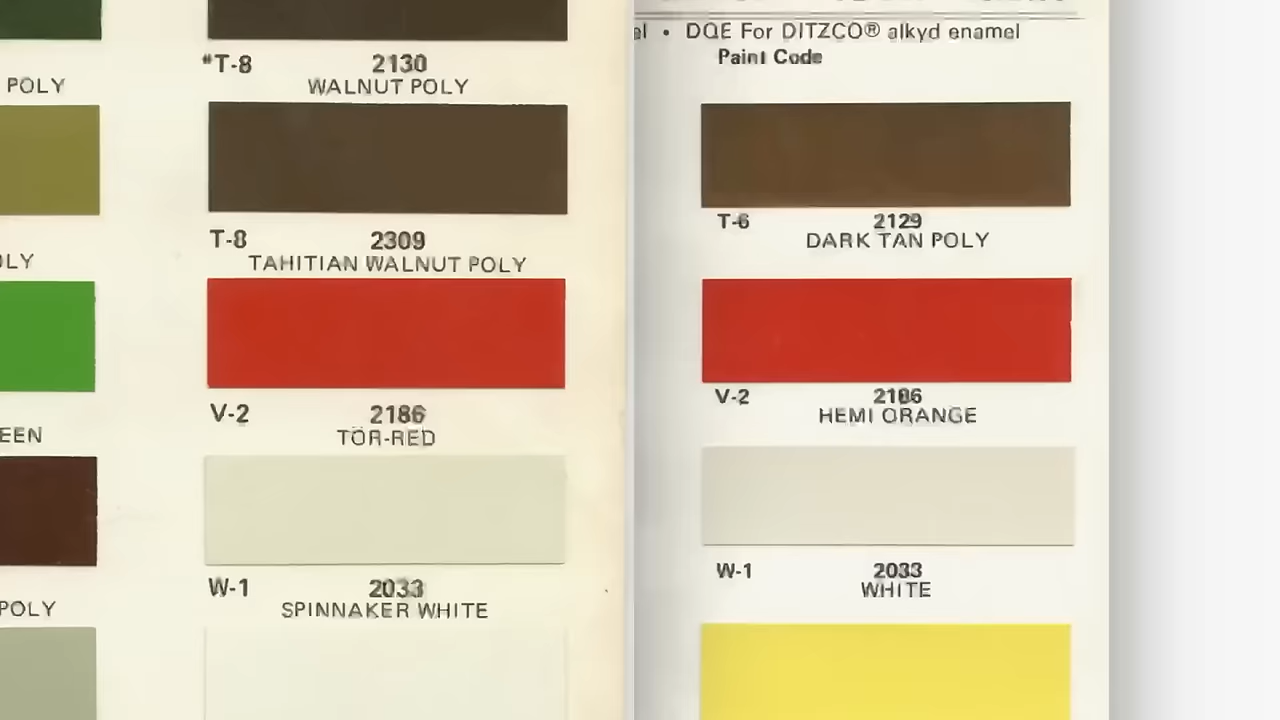 el • DQE For DITZCO® alkyd enamel
Paint Code
*T-8 2130
POLY WALNUT POLY
T-6 2129
DARK TAN POLY
T-8 2309
OLY TAHITIAN WALNUT POLY
V-2 2186
HEMI ORANGE
V-2 2186
EEN TOR-RED
W-1 2033
WHITE
W-1 2033
POLY SPINNAKER WHITE